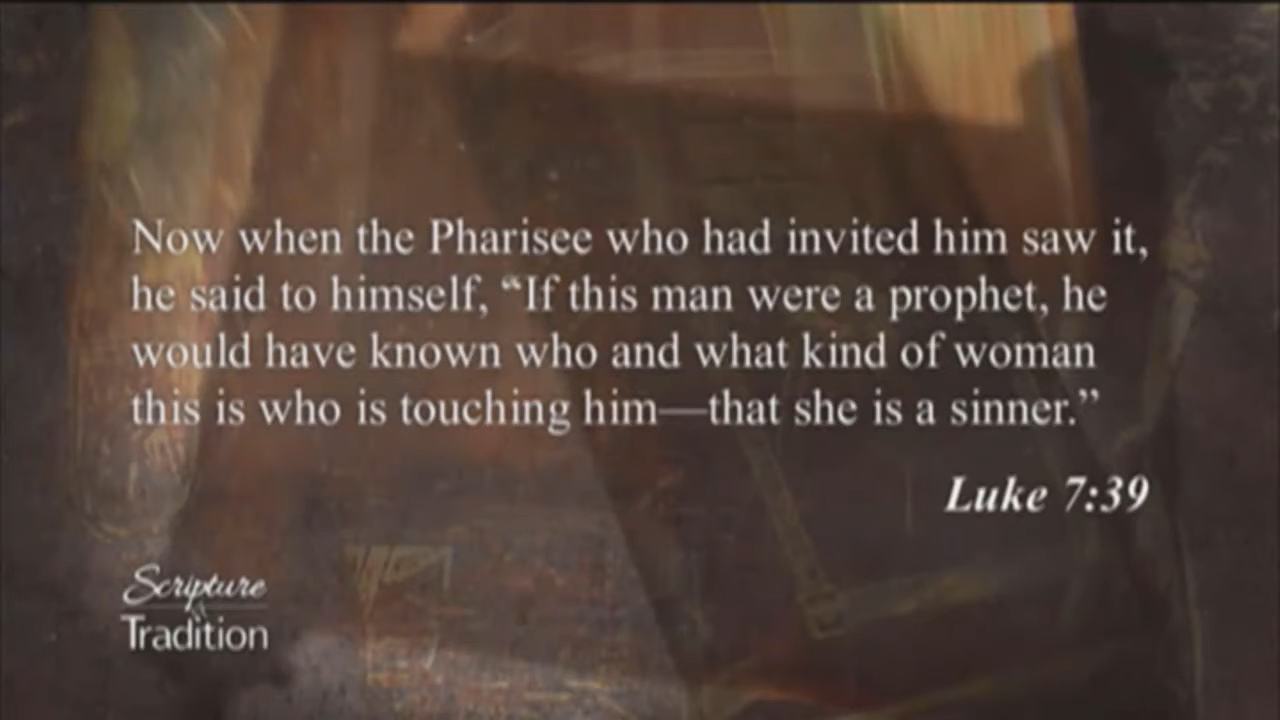 Now when the Pharisee who had invited him saw it,
he said to himself, “If this man were a prophet, he
would have known who and what kind of woman
this is who is touching him—that she is a sinner.”
Luke 7:39
Scripture
&
Tradition